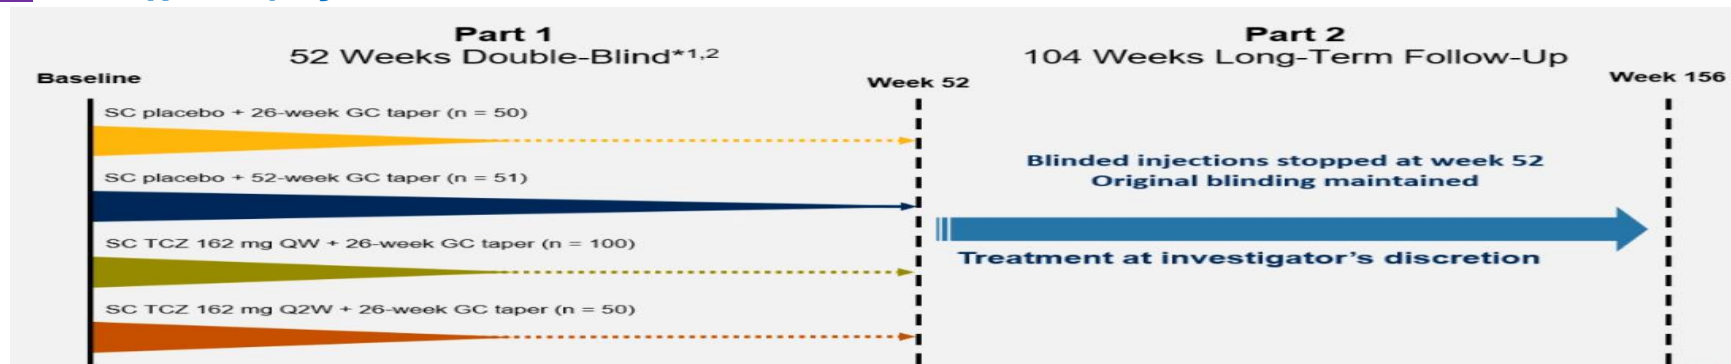 Part 1
52 Weeks Double-Blind*1,2
Part 2
104 Weeks Long-Term Follow-Up
Baseline
Week 52
Week 156
SC placebo + 26-week GC taper (n = 50)
SC placebo + 52-week GC taper (n = 51)
SC TCZ 162 mg QW + 26-week GC taper (n = 100)
SC TCZ 162 mg Q2W + 26-week GC taper (n = 50)
Blinded injections stopped at week 52
Original blinding maintained
Treatment at investigator’s discretion